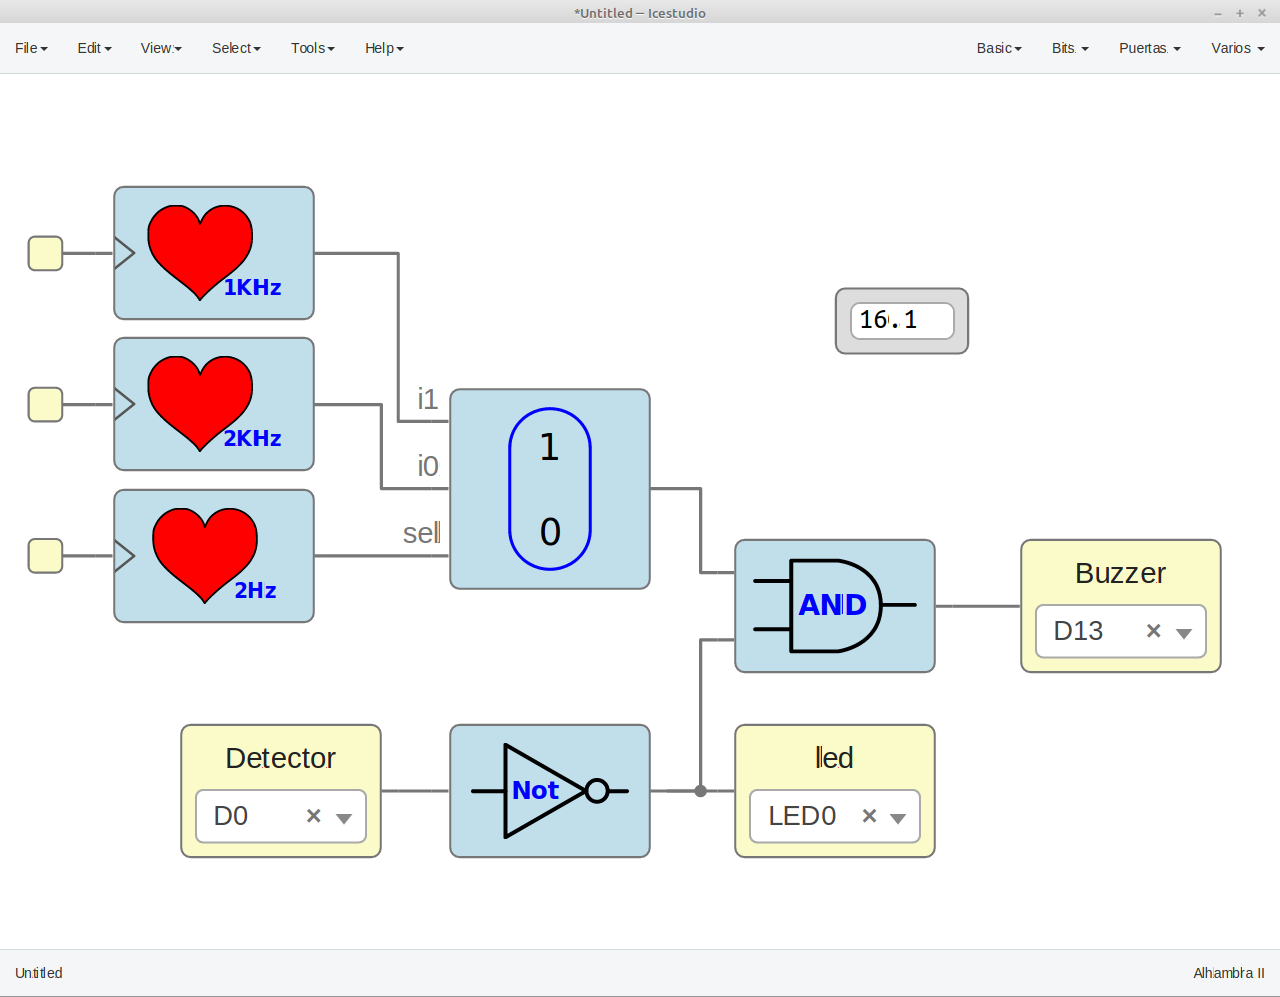 *Untitled – Icestudio
File Edit View Select Tools Help Basic Bits Puertas Varios
1KHz
16.1
2KHz
i1
i0
sel
1
0
2Hz
AND
Buzzer
D13
Detector
D0
Not
led
LED0
Untitled Alhambra II